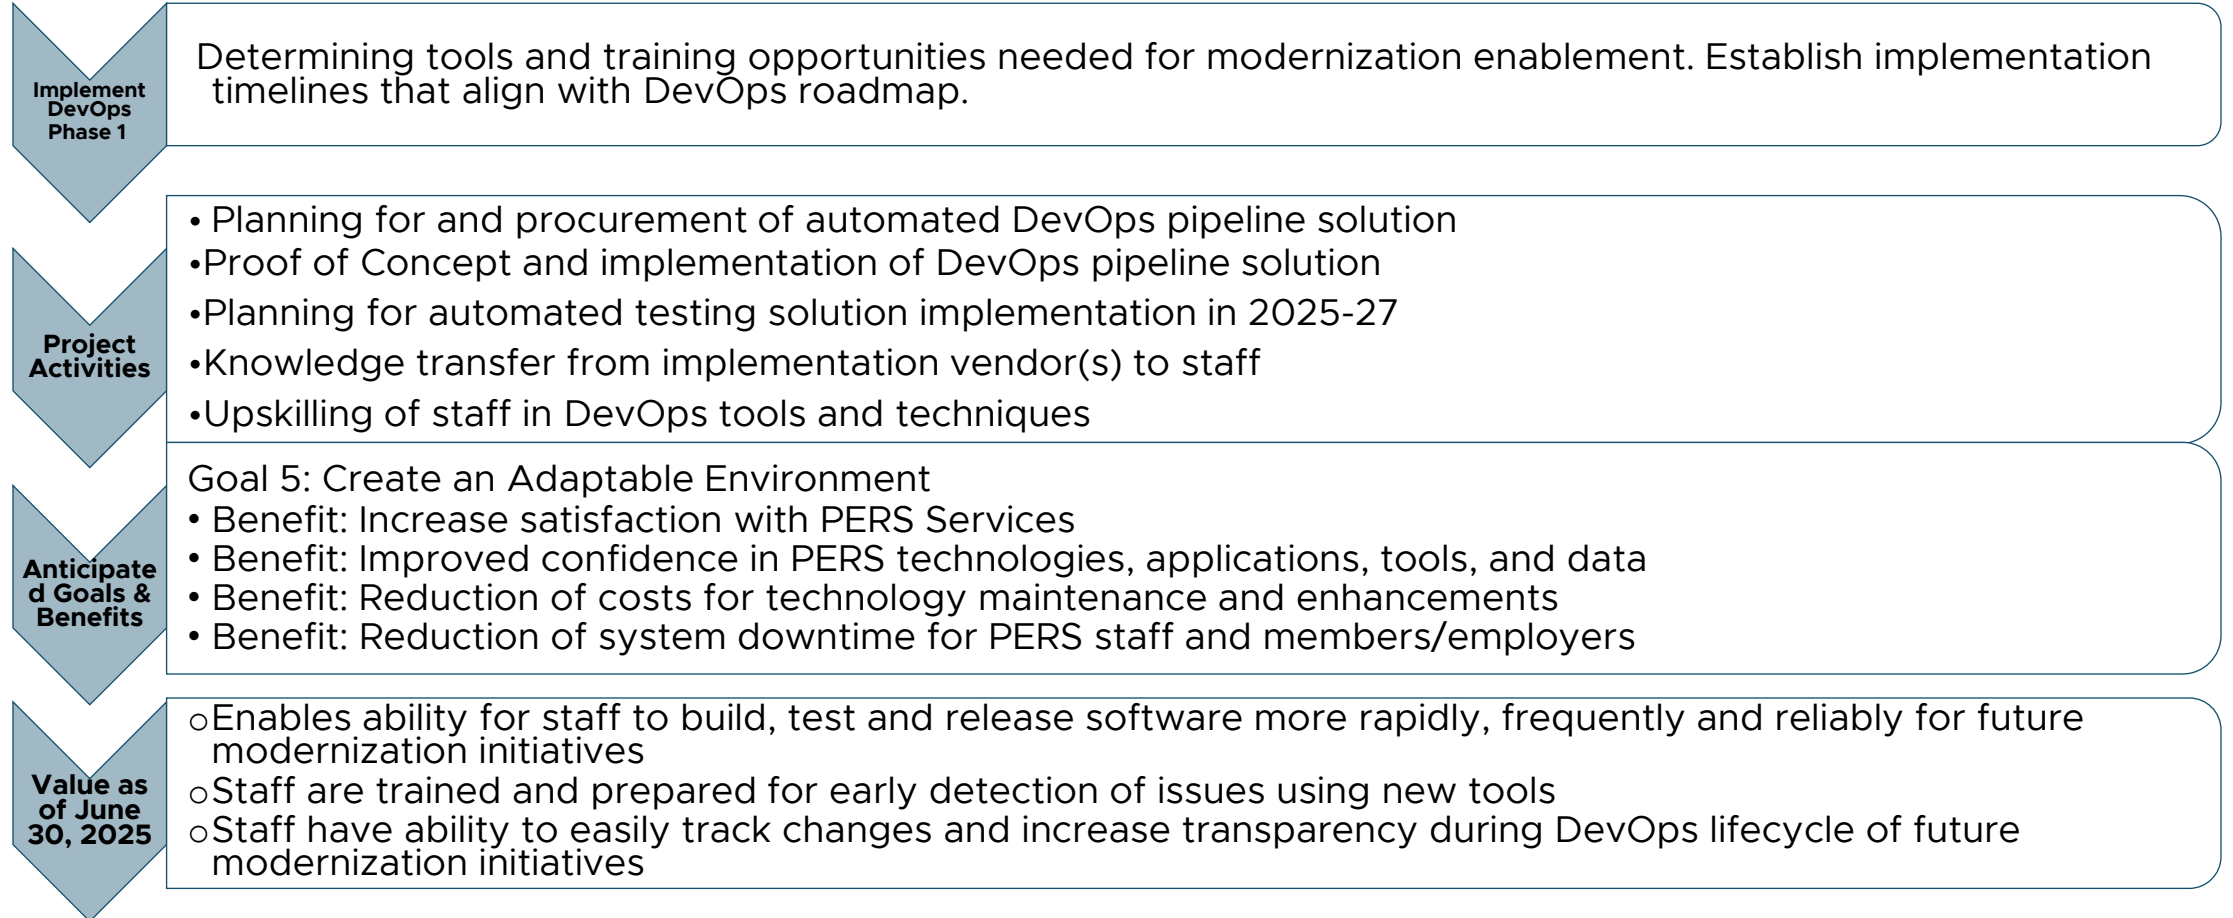 Implement
DevOps
Phase 1
Determining tools and training opportunities needed for modernization enablement. Establish implementation
timelines that align with DevOps roadmap.
Project
Activities
• Planning for and procurement of automated DevOps pipeline solution
•Proof of Concept and implementation of DevOps pipeline solution
•Planning for automated testing solution implementation in 2025-27
•Knowledge transfer from implementation vendor(s) to staff
•Upskilling of staff in DevOps tools and techniques
Anticipate
d Goals &
Benefits
Goal 5: Create an Adaptable Environment
• Benefit: Increase satisfaction with PERS Services
• Benefit: Improved confidence in PERS technologies, applications, tools, and data
• Benefit: Reduction of costs for technology maintenance and enhancements
• Benefit: Reduction of system downtime for PERS staff and members/employers
Value as
of June
30, 2025
oEnables ability for staff to build, test and release software more rapidly, frequently and reliably for future
modernization initiatives
oStaff are trained and prepared for early detection of issues using new tools
oStaff have ability to easily track changes and increase transparency during DevOps lifecycle of future
modernization initiatives